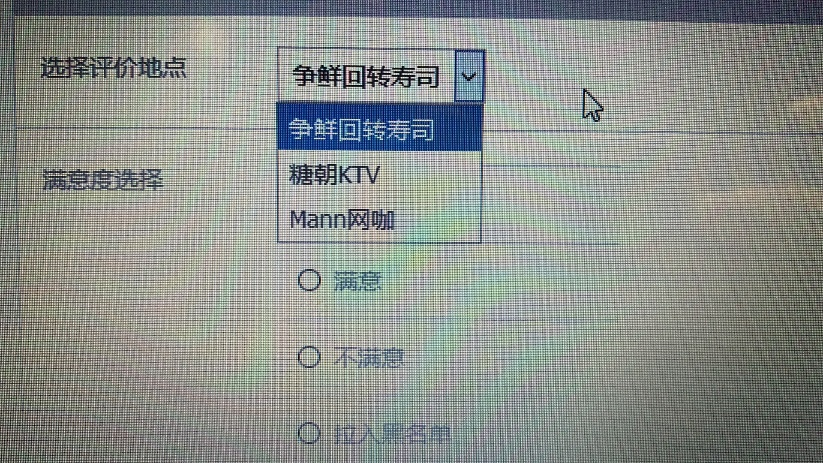 选择评价地点
争鲜回转寿司
争鲜回转寿司
糖朝KTV
Mann网咖
满意度选择
满意
不满意
拉入黑名单